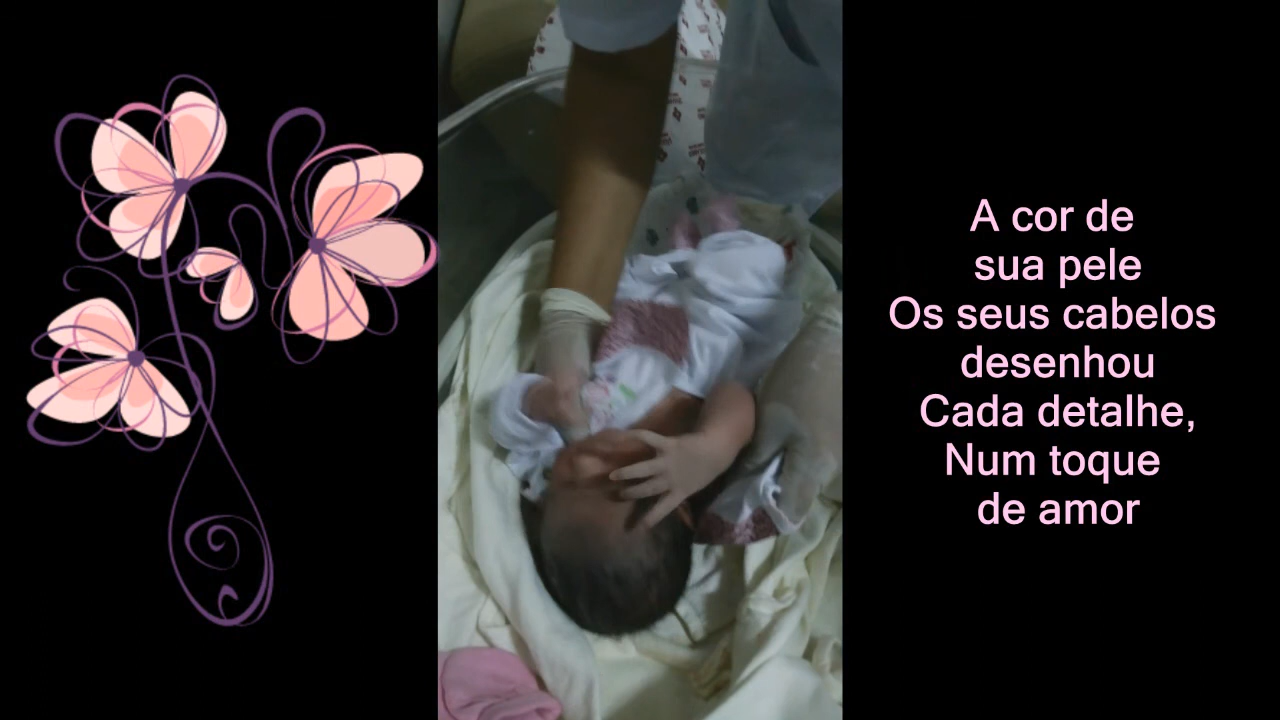 A cor de
sua pele
Os seus cabelos
desenhou
Cada detalhe,
Num toque
de amor